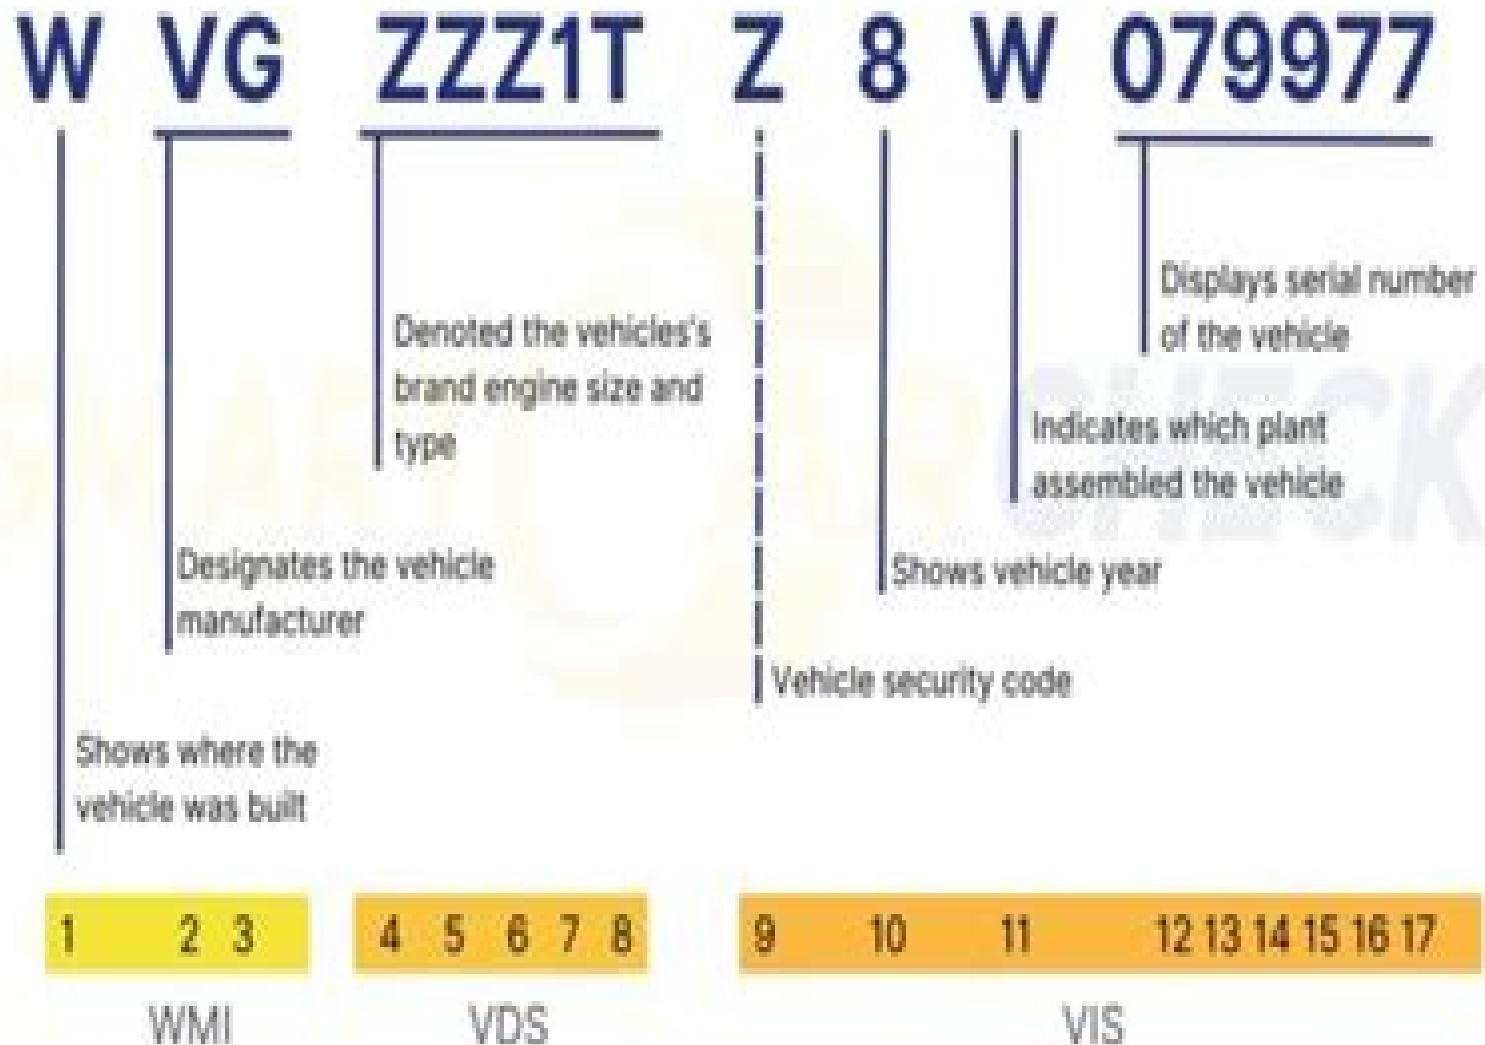 W VG ZZZ1T Z 8 W 079977
Displays serial number
of the vehicle
Denoted the vehicles's
brand engine size and
type
Indicates which plant
assembled the vehicle
Designates the vehicle
manufacturer
Shows vehicle year
Vehicle security code
Shows where the
vehicle was built
1 2 3 4 5 6 7 8 9 10 11 12 13 14 15 16 17
WMI VDS VIS
CHECK